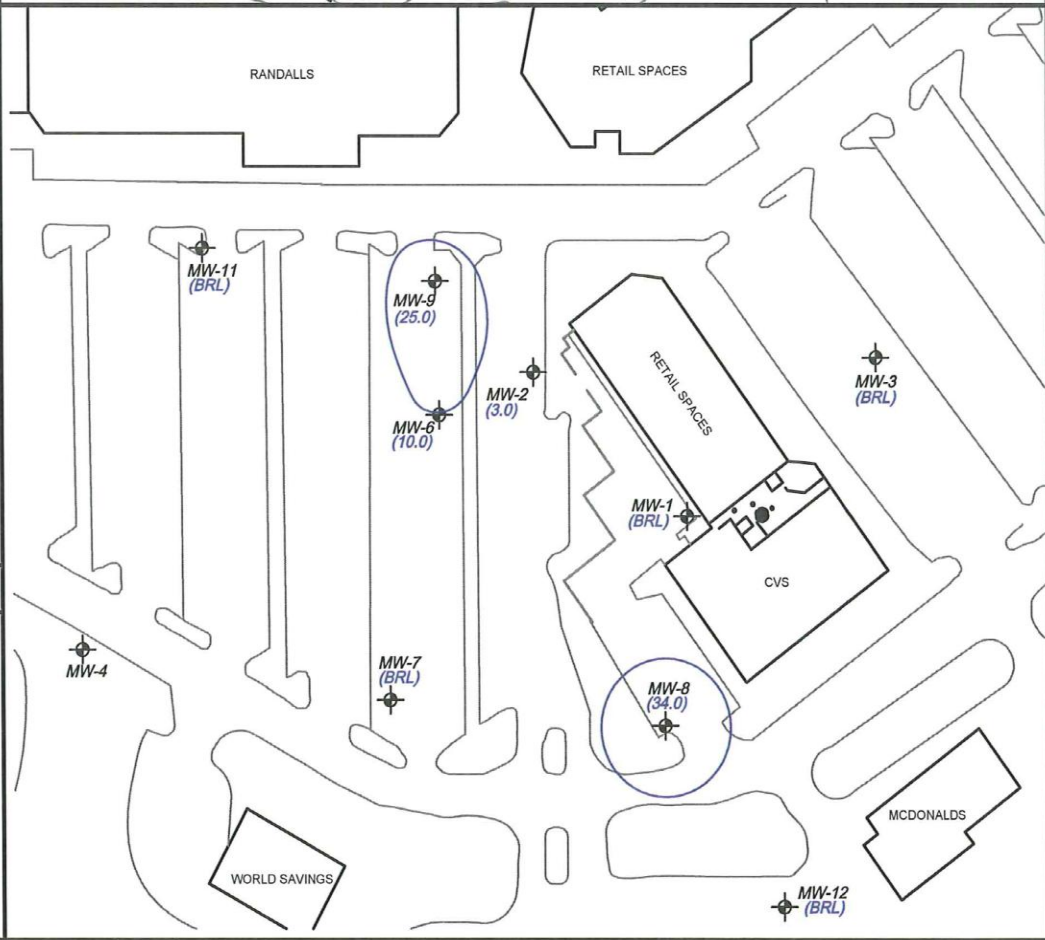 RANDALLS
RETAIL SPACES
MW-11
(BRL)
MW-9
(25.0)
MW-2
(3.0)
MW-6
(10.0)
RETAIL SPACES
MW-3
(BRL)
MW-1
(BRL)
CVS
MW-4
MW-7
(BRL)
MW-8
(34.0)
MCDONALDS
WORLD SAVINGS
MW-12
(BRL)